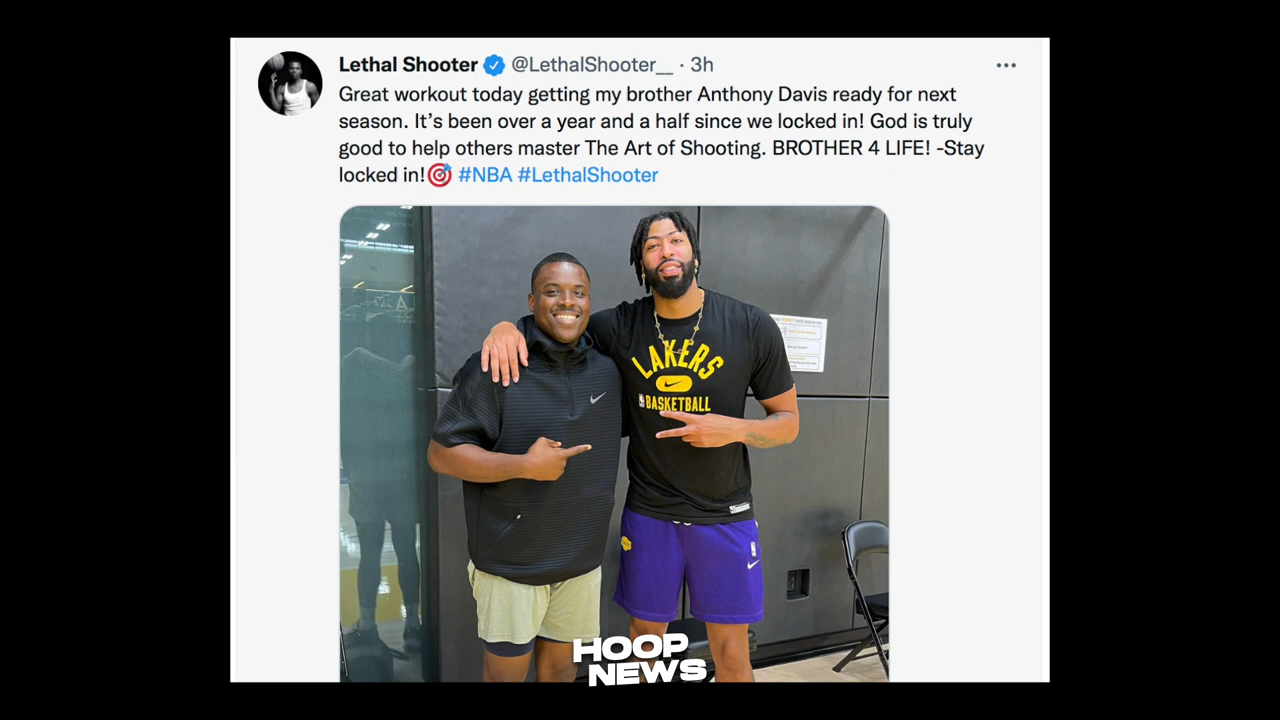 Lethal Shooter @LethalShooter__ · 3h
Great workout today getting my brother Anthony Davis ready for next
season. It’s been over a year and a half since we locked in! God is truly
good to help others master The Art of Shooting. BROTHER 4 LIFE! -Stay
locked in!🎯 #NBA #LethalShooter
LAKERS
BASKETBALL
HOOP
NEWS